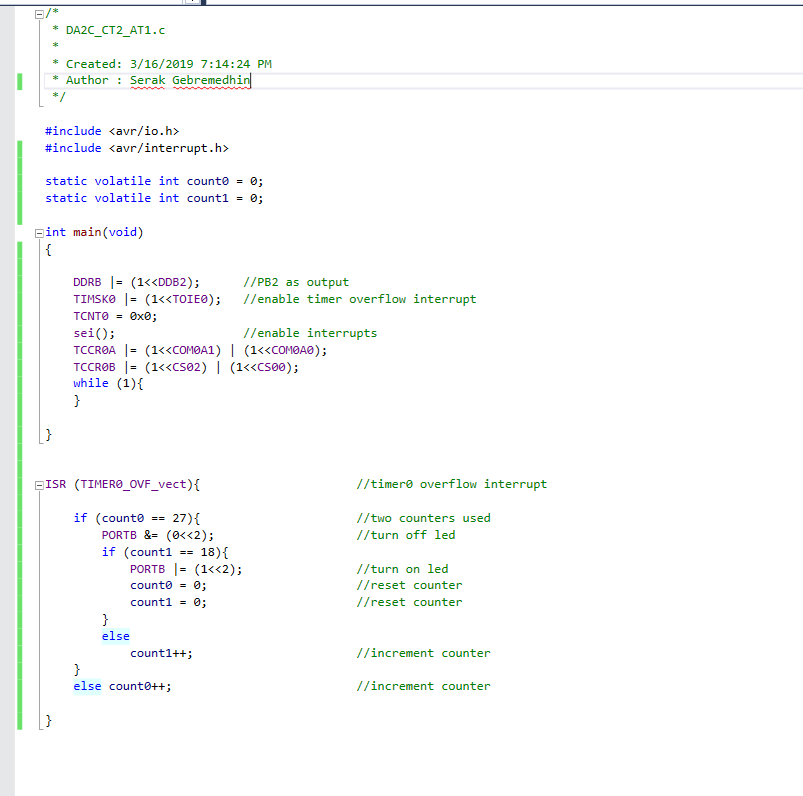 /*
 * DA2C_CT2_AT1.c
 *
 * Created: 3/16/2019 7:14:24 PM
 * Author : Serak Gebremedhin
 */

#include <avr/io.h>
#include <avr/interrupt.h>

static volatile int count0 = 0;
static volatile int count1 = 0;

int main(void)
{

    DDRB |= (1<<DDB2);      //PB2 as output
    TIMSK0 |= (1<<TOIE0);   //enable timer overflow interrupt
    TCNT0 = 0x0;
    sei();                  //enable interrupts
    TCCR0A |= (1<<COM0A1) | (1<<COM0A0);
    TCCR0B |= (1<<CS02) | (1<<CS00);
    while (1){
    }

}


ISR (TIMER0_OVF_vect){                      //timer0 overflow interrupt

    if (count0 == 27){                      //two counters used
        PORTB &= (0<<2);                    //turn off led
        if (count1 == 18){
            PORTB |= (1<<2);                //turn on led
            count0 = 0;                     //reset counter
            count1 = 0;                     //reset counter
        }
        else
            count1++;                       //increment counter
    }
    else count0++;                          //increment counter

}